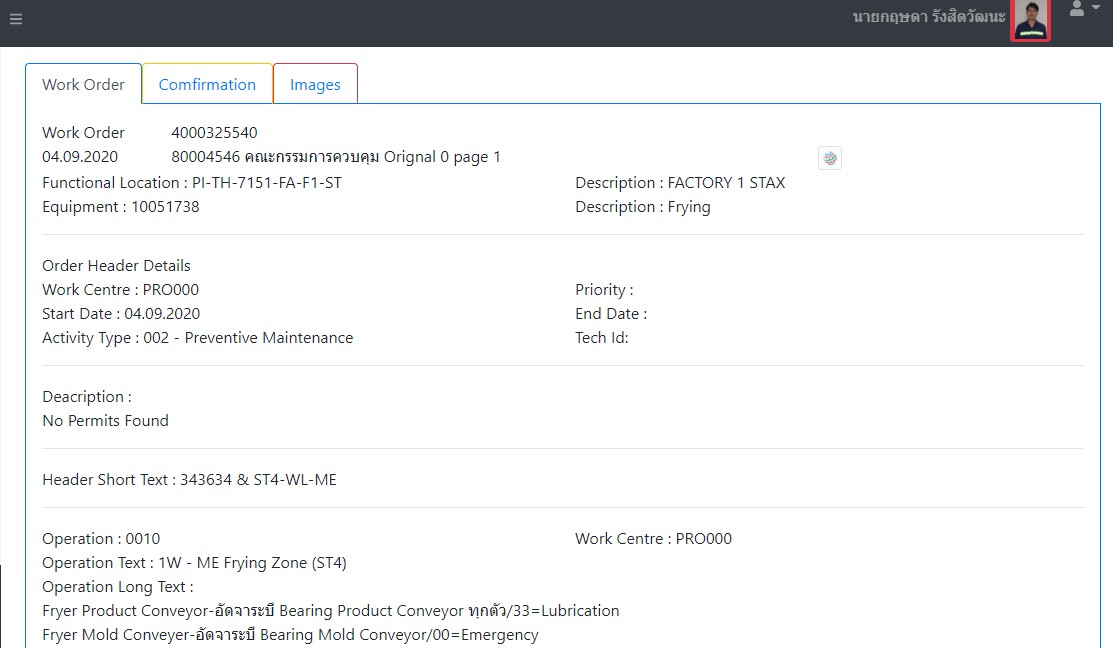 นายกฤษดา รังสิตวัฒนะ
Work Order Comfirmation Images
Work Order 4000325540
04.09.2020 80004546 คณะกรรมการควบคุม Orignal 0 page 1
Functional Location : PI-TH-7151-FA-F1-ST Description : FACTORY 1 STAX
Equipment : 10051738 Description : Frying
Order Header Details
Work Centre : PRO000 Priority :
Start Date : 04.09.2020 End Date :
Activity Type : 002 - Preventive Maintenance Tech Id:
Deacription :
No Permits Found
Header Short Text : 343634 & ST4-WL-ME
Operation : 0010 Work Centre : PRO000
Operation Text : 1W - ME Frying Zone (ST4)
Operation Long Text :
Fryer Product Conveyor-อัดจาระบี Bearing Product Conveyor ทุกตัว/33=Lubrication
Fryer Mold Conveyer-อัดจาระบี Bearing Mold Conveyor/00=Emergency